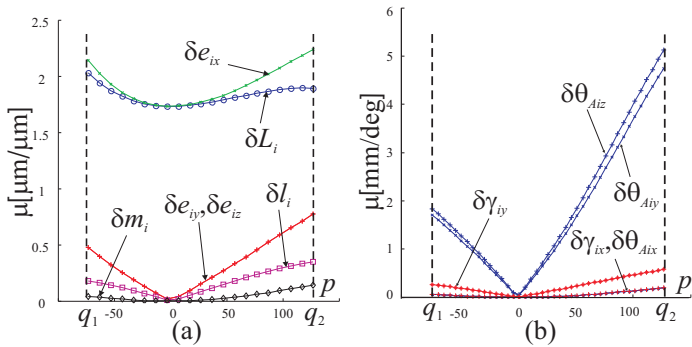 2.5
2
1.5
1
0.5
0
μ[μm/μm]
δe_ix
δL_i
δm_i
δe_iy,δe_iz
δl_i
q_1 -50 0 50 100 q_2
p
(a)
6
5
4
3
2
1
0
μ[mm/deg]
δθ_Aiz
δθ_Aiy
δγ_iy
δγ_ix,δθ_Aix
q_1 -50 0 50 100 q_2
p
(b)